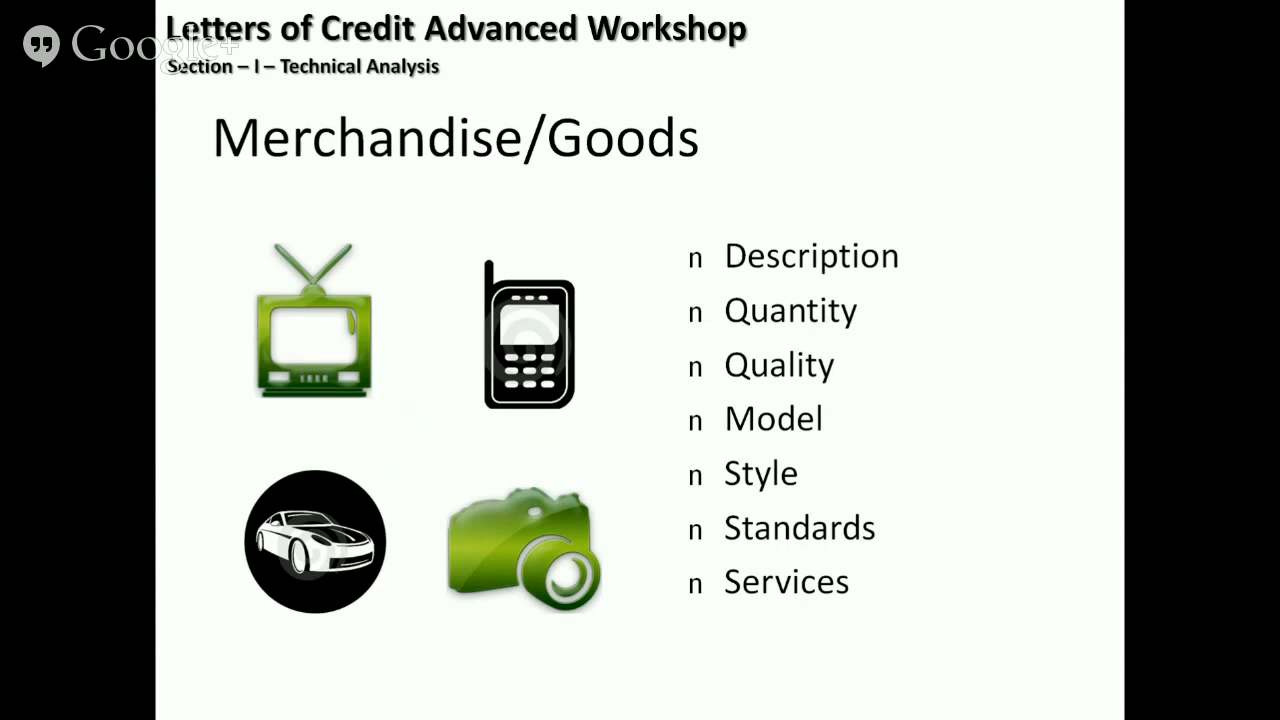 Letters of Credit Advanced Workshop
Google+
Section – I – Technical Analysis
Merchandise/Goods
n Description
n Quantity
n Quality
n Model
n Style
n Standards
n Services